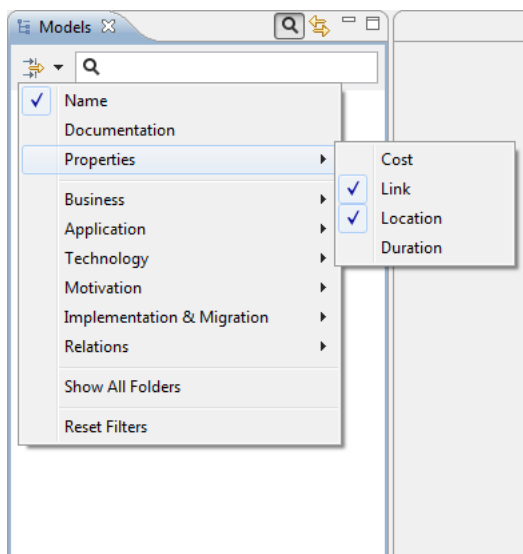 Models
Name
Documentation
Properties
Cost
Link
Location
Duration
Business
Application
Technology
Motivation
Implementation & Migration
Relations
Show All Folders
Reset Filters